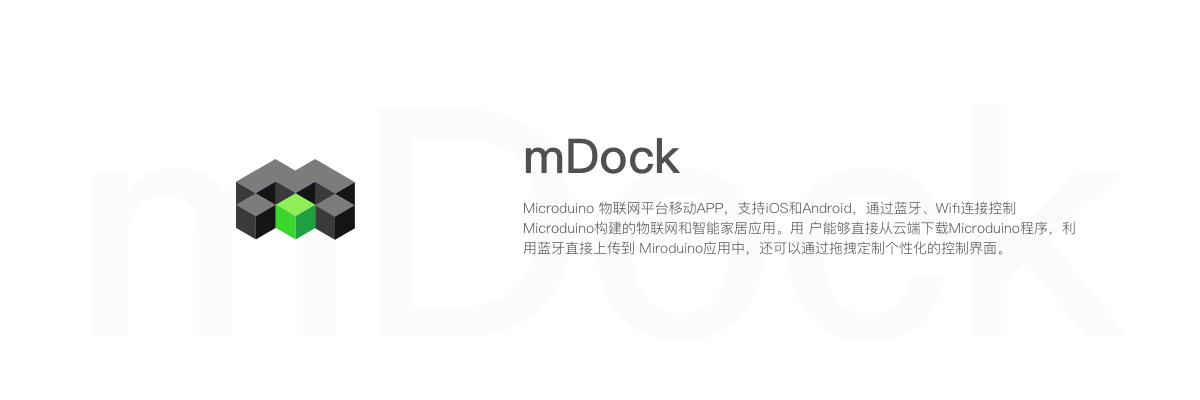 mDock
mDock
Microduino 物联网平台移动APP，支持iOS和Android，通过蓝牙、Wifi连接控制
Microduino构建的物联网和智能家居应用。用 户能够直接从云端下载Microduino程序，利
用蓝牙直接上传到 Miroduino应用中，还可以通过拖拽定制个性化的控制界面。